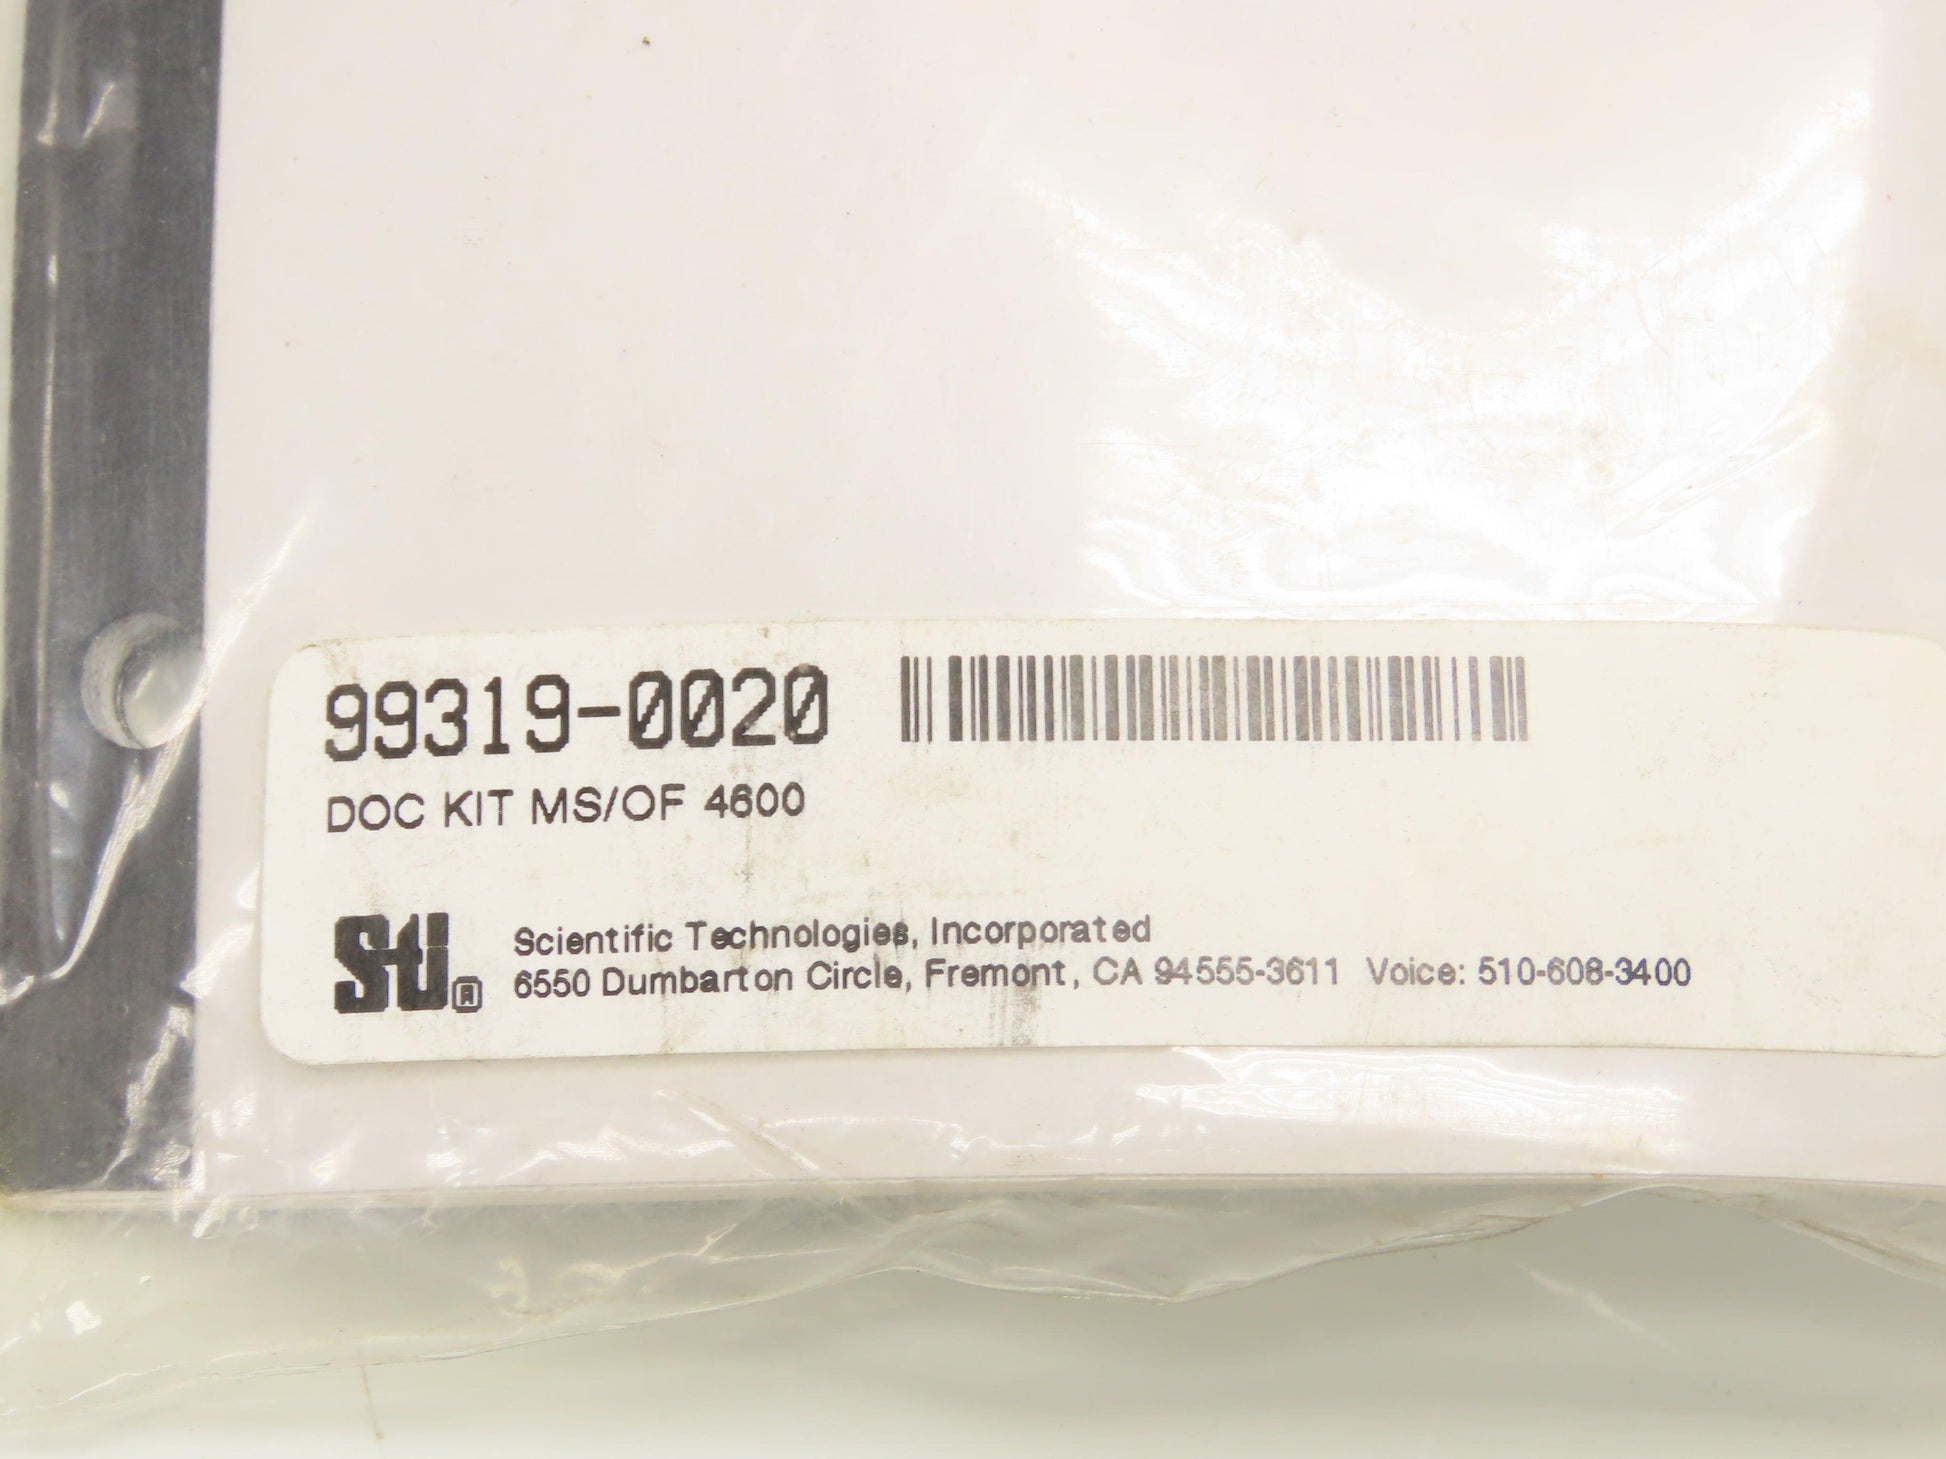 99319-0020
DOC KIT MS/OF 4600
Sti®
Scientific Technologies, Incorporated
6550 Dumbarton Circle, Fremont, CA 94555-3611 Voice: 510-608-3400